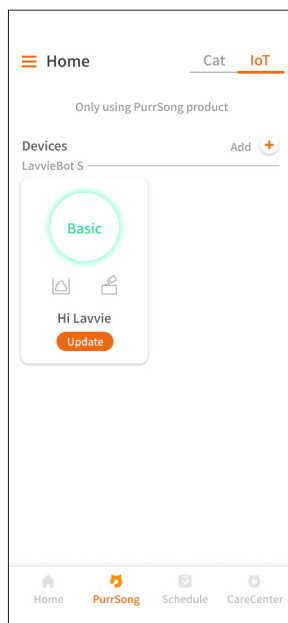 Home
Cat IoT
Only using PurrSong product
Devices
Add +
LavvieBot S
Basic
Hi Lavvie
Update
Home PurrSong Schedule CareCenter